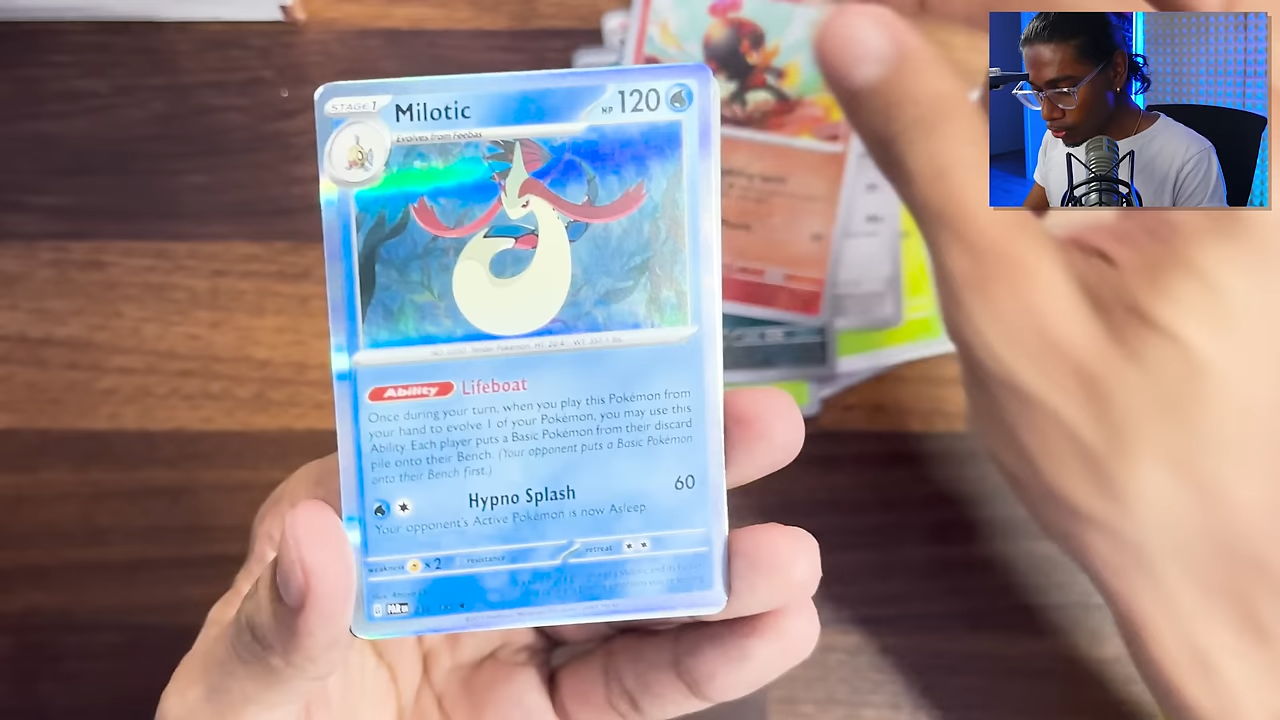 STAGE 1
Milotic
HP 120
Evolves from Feebas
Ability Lifeboat
Once during your turn, when you play this Pokémon from
your hand to evolve 1 of your Pokémon, you may use this
Ability. Each player puts a Basic Pokémon from their discard
pile onto their Bench. (Your opponent puts a Basic Pokémon
onto their Bench first.)
Hypno Splash 60
Your opponent's Active Pokémon is now Asleep.
weakness ×2 resistance retreat
PAR EN